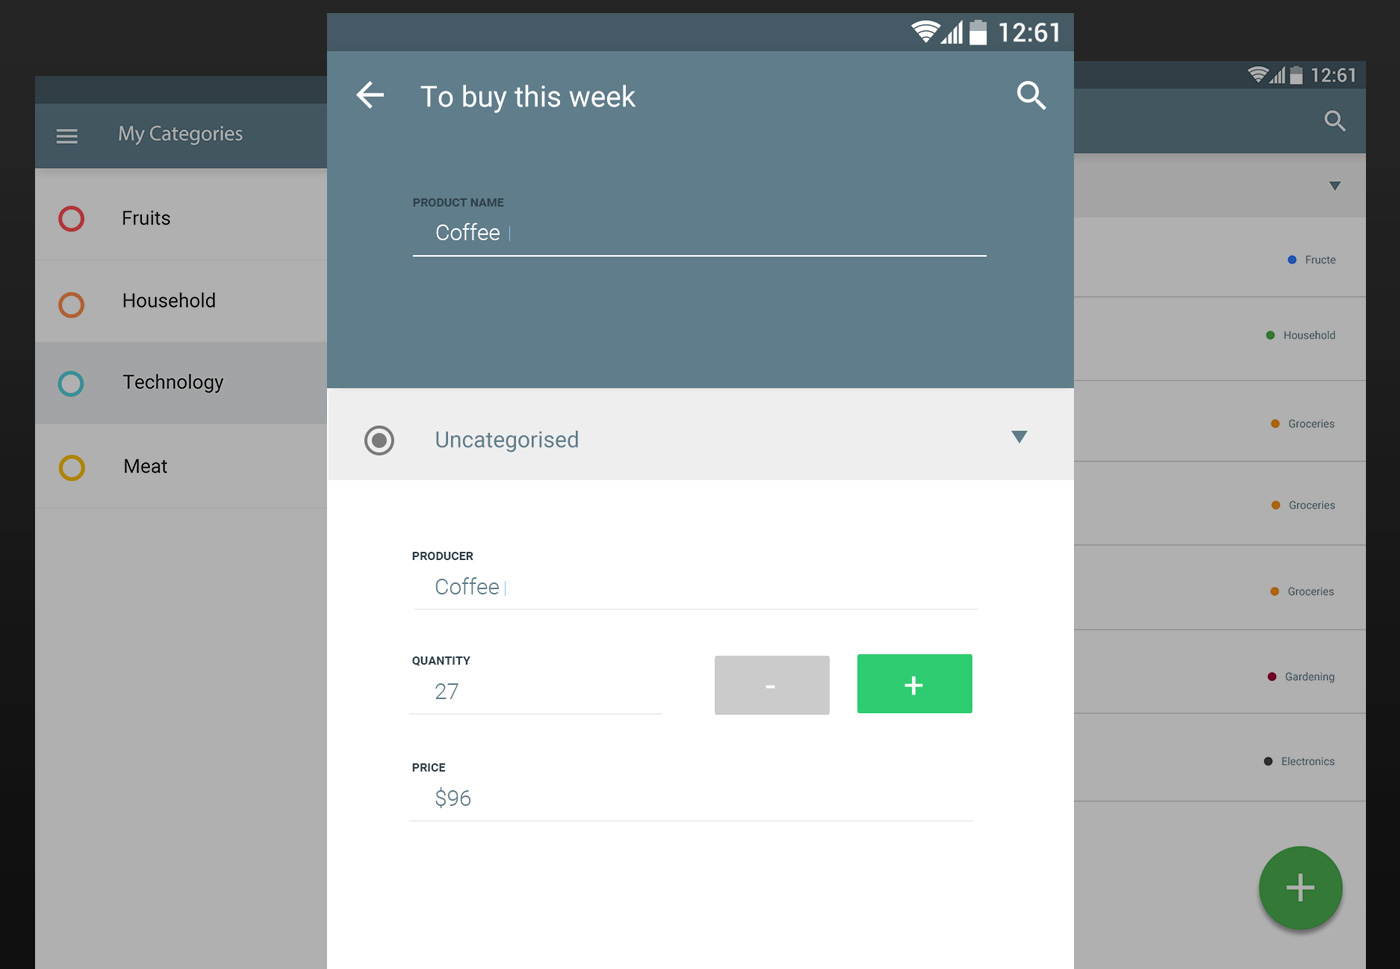 My Categories
Fruits
Household
Technology
Meat
12:61
To buy this week
PRODUCT NAME
Coffee
Uncategorised
PRODUCER
Coffee
QUANTITY
27
-
+
PRICE
$96
12:61
Fructe
Household
Groceries
Groceries
Groceries
Gardening
Electronics
+